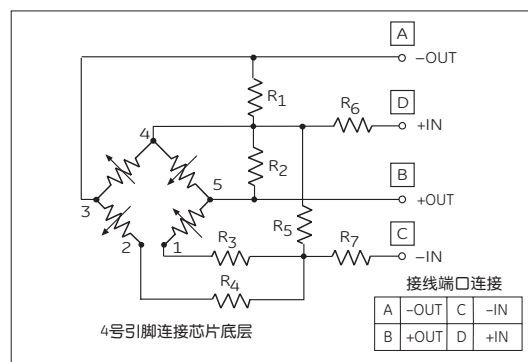 A
−OUT
R1
D
R6
+IN
4
R2
B
5
+OUT
3
R5
C
2
1
R3
R7
−IN
R4
接线端口连接
4号引脚连接芯片底层
A −OUT C −IN
B +OUT D +IN